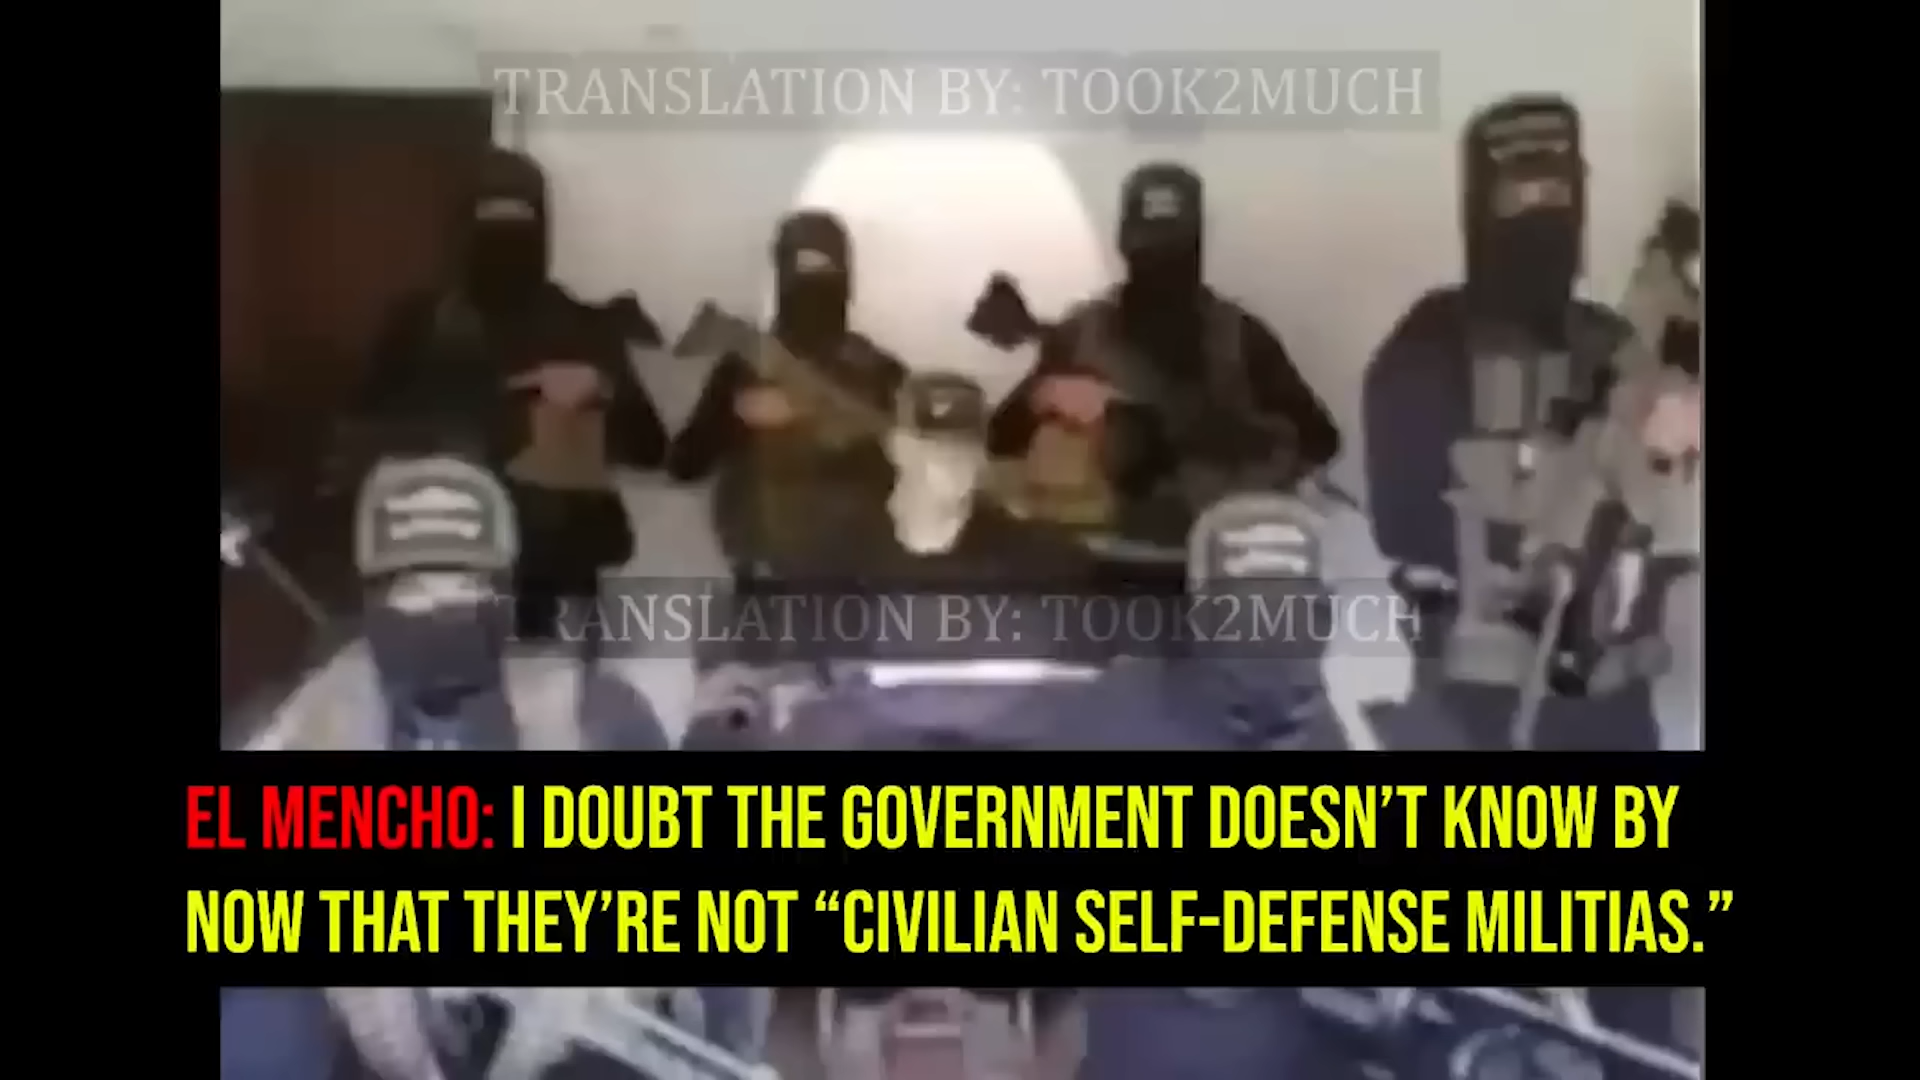 TRANSLATION BY: TOOK2MUCH
TRANSLATION BY: TOOK2MUCH
EL MENCHO: I DOUBT THE GOVERNMENT DOESN’T KNOW BY
NOW THAT THEY’RE NOT “CIVILIAN SELF-DEFENSE MILITIAS.”